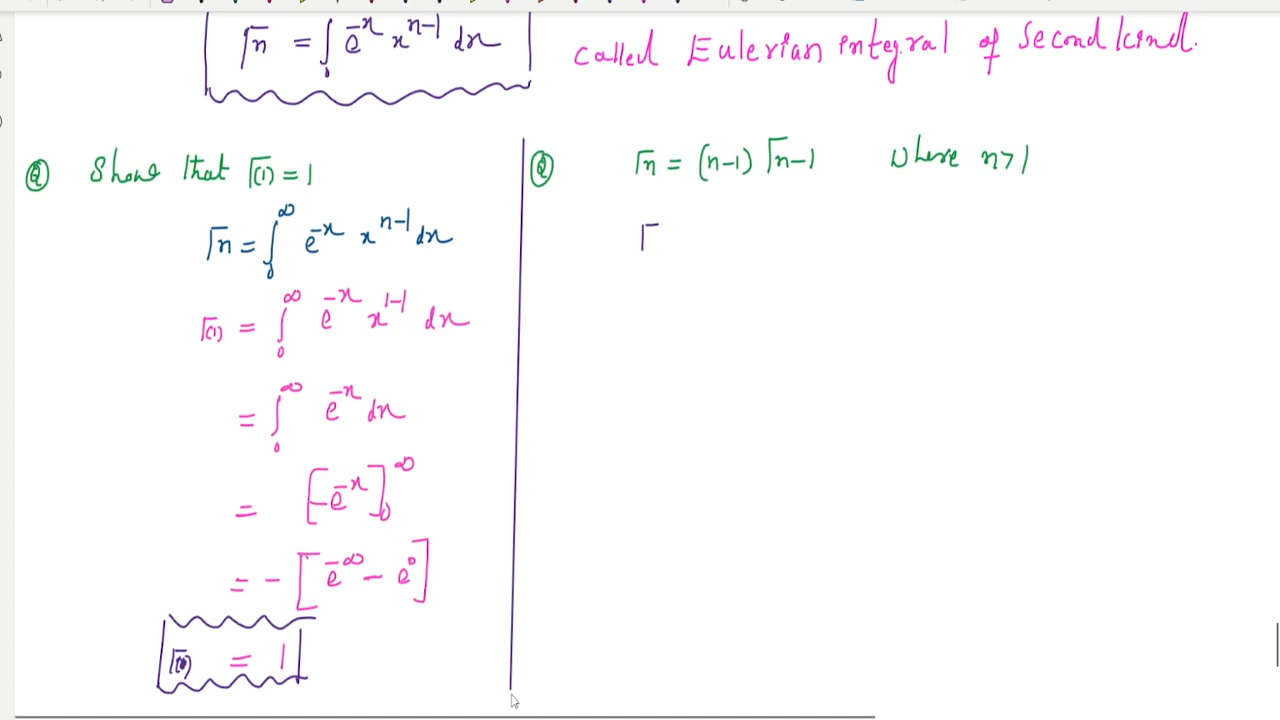 Γn = ∫₀ e^-x x^n-1 dx called Eulerian integral of Second kind.
Q Show that Γ(1) = 1
Γn = ∫₀^∞ e^-x x^n-1 dx
Γ(1) = ∫₀^∞ e^-x x^1-1 dx
= ∫₀^∞ e^-x dx
= [-e^-x]₀^∞
= - [e^-∞ - e^0]
Γ(1) = 1
Q Γn = (n-1) Γn-1 where n>1
Γ